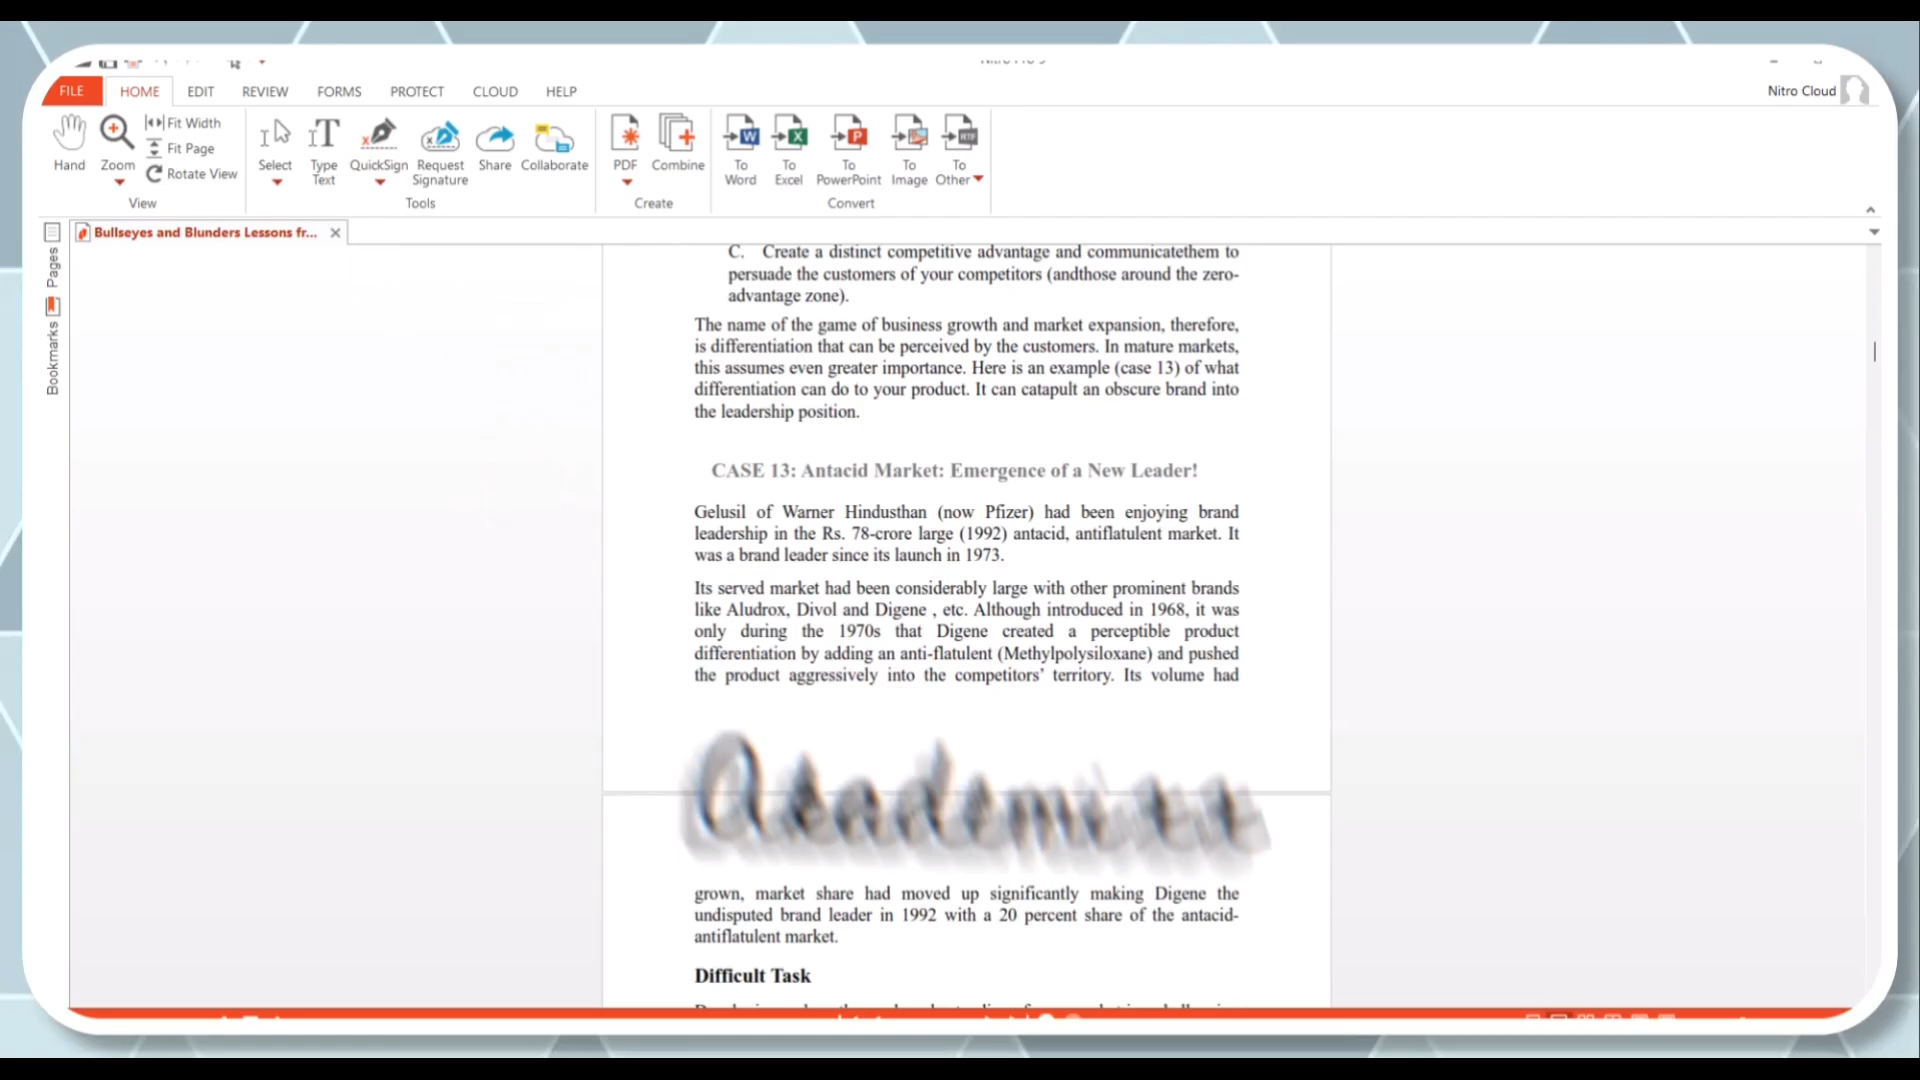 FILE HOME EDIT REVIEW FORMS PROTECT CLOUD HELP Nitro Cloud
Hand
Zoom
Fit Width
Fit Page
Rotate View
View
Select
Type Text
QuickSign
Request Signature
Share
Collaborate
Tools
PDF
Combine
Create
To Word
To Excel
To PowerPoint
To Image
To Other
Convert
Pages
Bookmarks
Bullseyes and Blunders Lessons fr...
C. Create a distinct competitive advantage and communicatethem to
persuade the customers of your competitors (andthose around the zero-
advantage zone).
The name of the game of business growth and market expansion, therefore,
is differentiation that can be perceived by the customers. In mature markets,
this assumes even greater importance. Here is an example (case 13) of what
differentiation can do to your product. It can catapult an obscure brand into
the leadership position.
CASE 13: Antacid Market: Emergence of a New Leader!
Gelusil of Warner Hindusthan (now Pfizer) had been enjoying brand
leadership in the Rs. 78-crore large (1992) antacid, antiflatulent market. It
was a brand leader since its launch in 1973.
Its served market had been considerably large with other prominent brands
like Aludrox, Divol and Digene , etc. Although introduced in 1968, it was
only during the 1970s that Digene created a perceptible product
differentiation by adding an anti-flatulent (Methylpolysiloxane) and pushed
the product aggressively into the competitors' territory. Its volume had
grown, market share had moved up significantly making Digene the
undisputed brand leader in 1992 with a 20 percent share of the antacid-
antiflatulent market.
Difficult Task